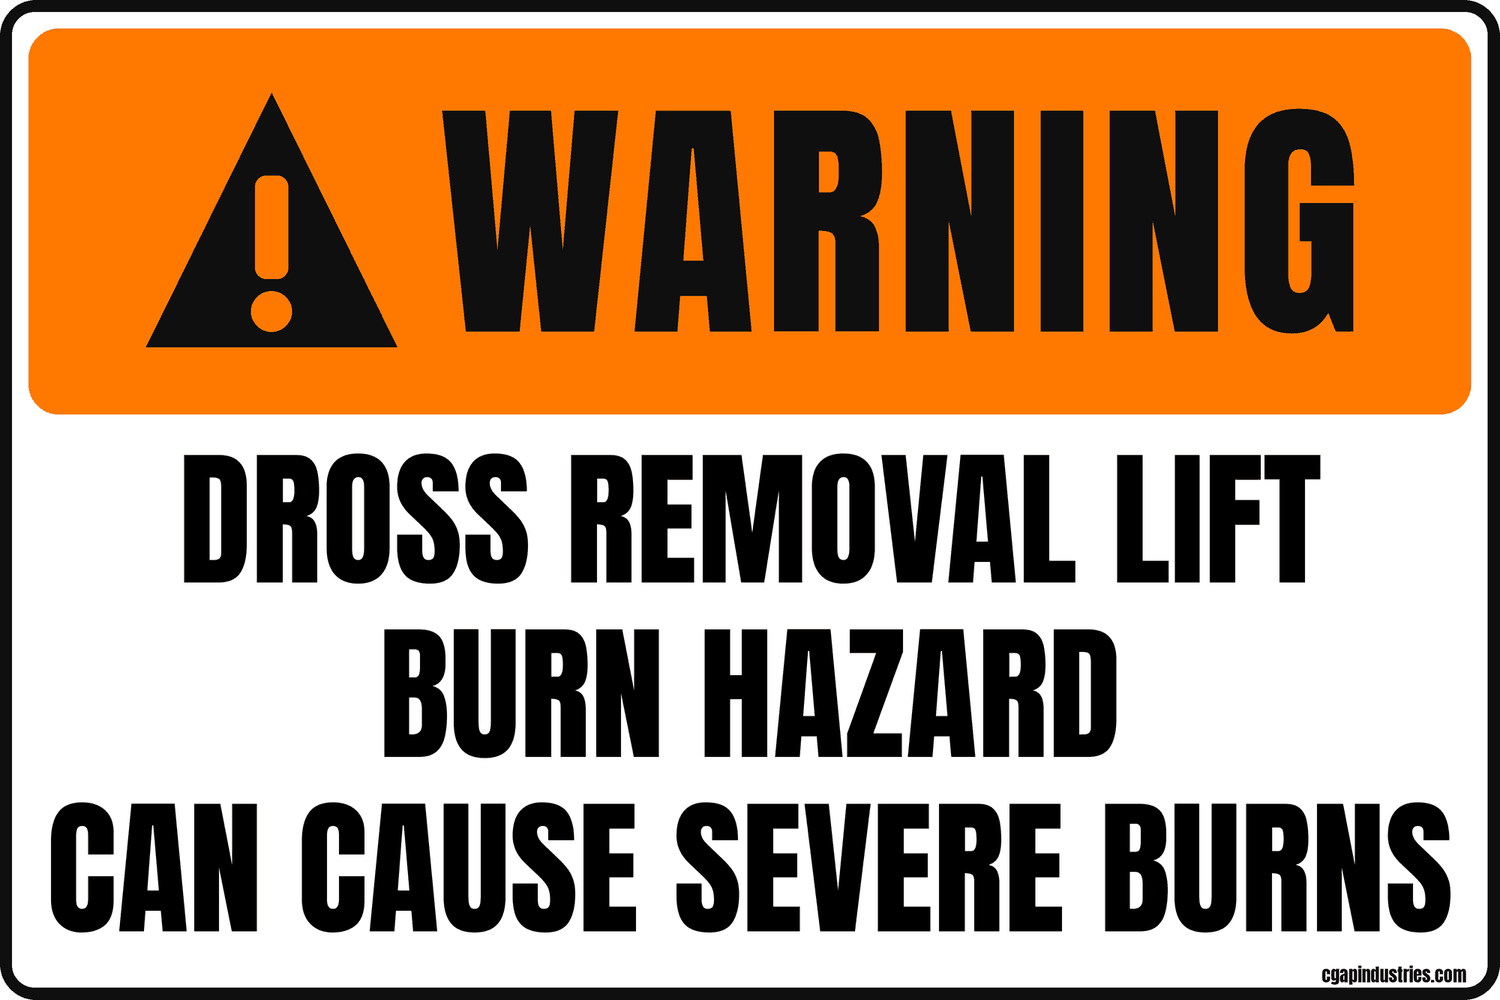 WARNING
DROSS REMOVAL LIFT
BURN HAZARD
CAN CAUSE SEVERE BURNS
cgapindustries.com